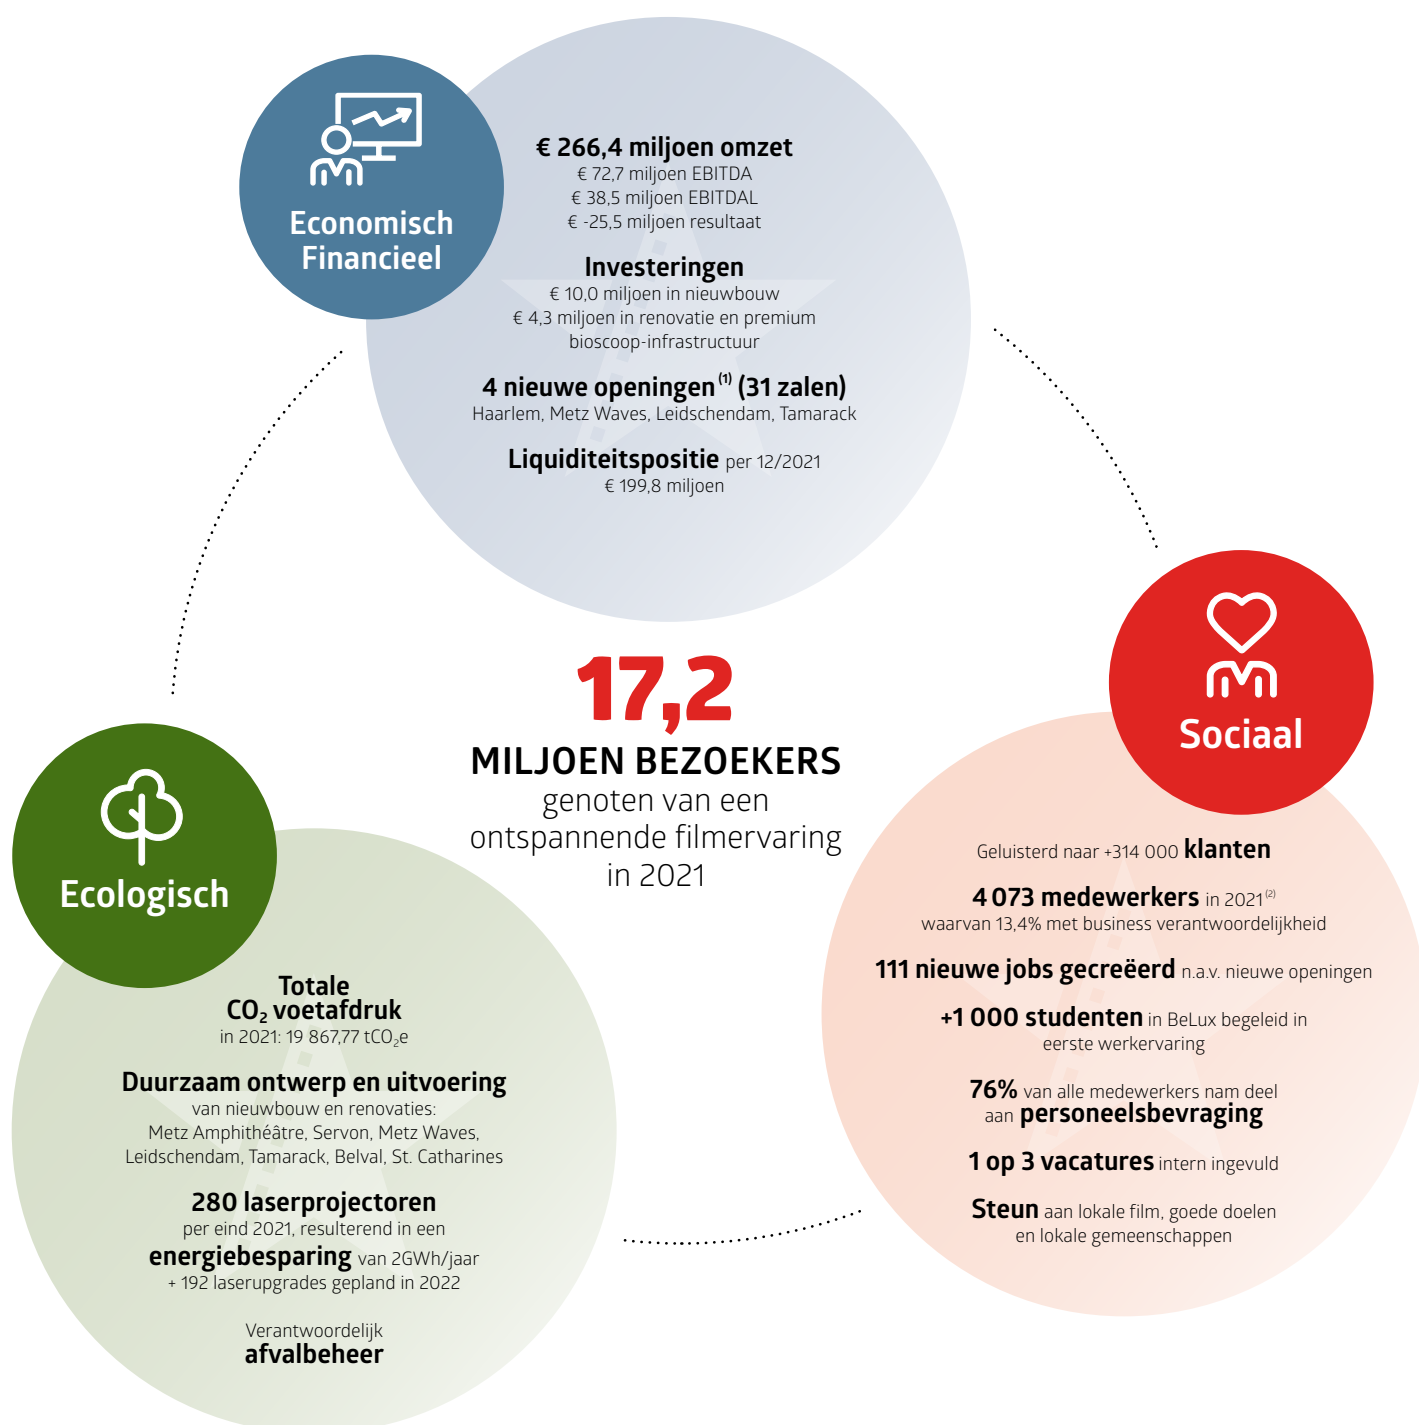 Economisch
Financieel
€ 266,4 miljoen omzet
€ 72,7 miljoen EBITDA
€ 38,5 miljoen EBITDAL
€ -25,5 miljoen resultaat
Investeringen
€ 10,0 miljoen in nieuwbouw
€ 4,3 miljoen in renovatie en premium
bioscoop-infrastructuur
4 nieuwe openingen (1) (31 zalen)
Haarlem, Metz Waves, Leidschendam, Tamarack
Liquiditeitspositie per 12/2021
€ 199,8 miljoen
17,2
MILJOEN BEZOEKERS
genoten van een
ontspannende filmervaring
in 2021
Sociaal
Geluisterd naar +314 000 klanten
4 073 medewerkers in 2021 (2)
waarvan 13,4% met business verantwoordelijkheid
111 nieuwe jobs gecreëerd n.a.v. nieuwe openingen
+1 000 studenten in BeLux begeleid in
eerste werkervaring
76% van alle medewerkers nam deel
aan personeelsbevraging
1 op 3 vacatures intern ingevuld
Steun aan lokale film, goede doelen
en lokale gemeenschappen
Ecologisch
Totale
CO₂ voetafdruk
in 2021: 19 867,77 tCO₂e
Duurzaam ontwerp en uitvoering
van nieuwbouw en renovaties:
Metz Amphithéâtre, Servon, Metz Waves,
Leidschendam, Tamarack, Belval, St. Catharines
280 laserprojectoren
per eind 2021, resulterend in een
energiebesparing van 2GWh/jaar
+ 192 laserupgrades gepland in 2022
Verantwoordelijk
afvalbeheer